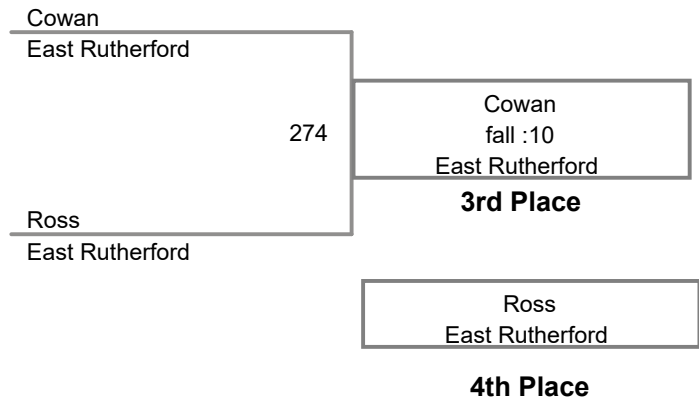 Cowan
East Rutherford
274
Cowan
fall :10
East Rutherford
3rd Place
Ross
East Rutherford
Ross
East Rutherford
4th Place